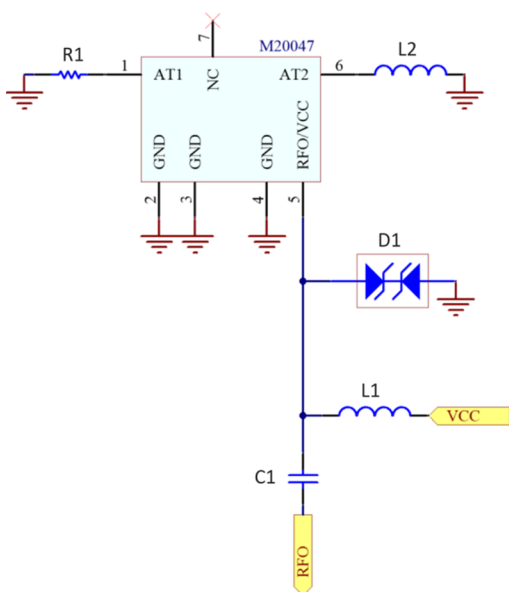 7
M20047
R1
L2
1
AT1
NC
AT2
6
GND
GND
GND
RFO/VCC
2
3
4
5
D1
L1
VCC
C1
RFO